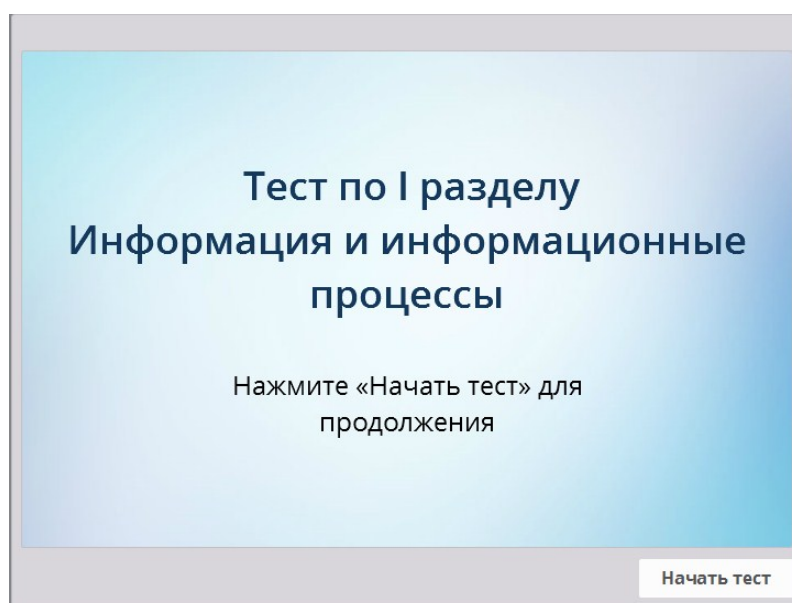 Тест по I разделу
Информация и информационные
процессы
Нажмите «Начать тест» для
продолжения
Начать тест